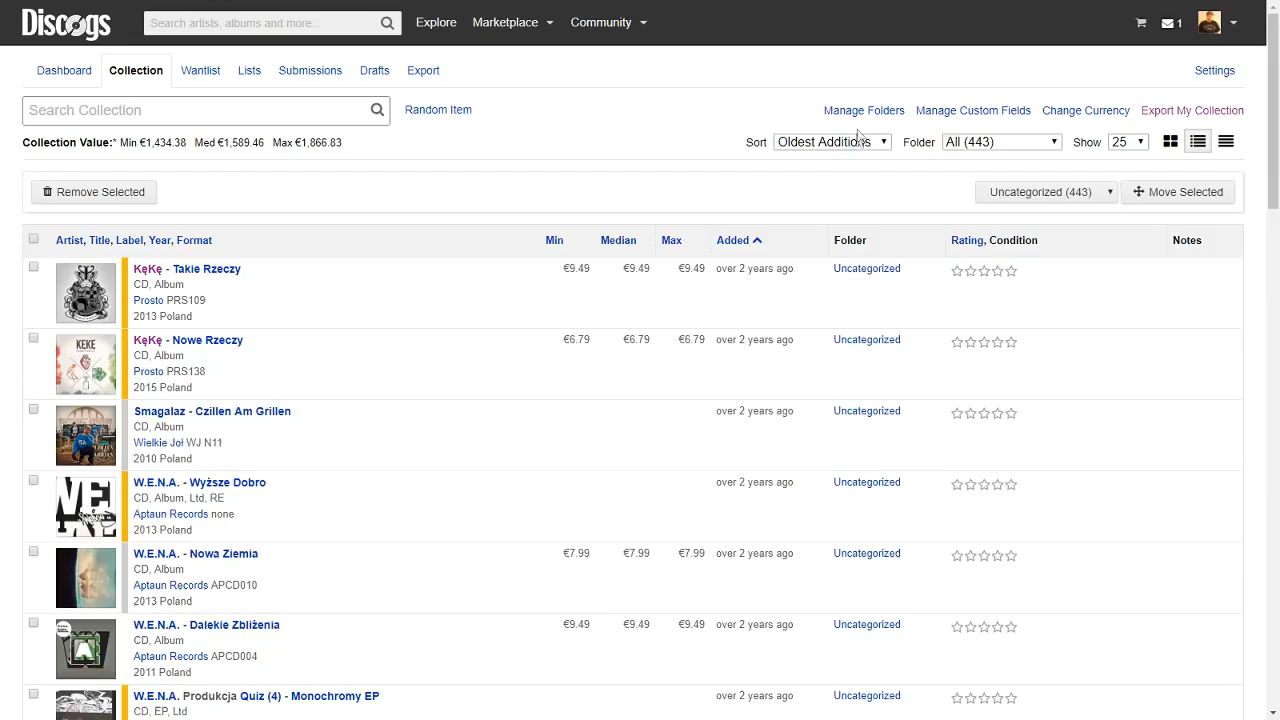 Discogs Search artists, albums and more... Explore Marketplace Community 1
Dashboard Collection Wantlist Lists Submissions Drafts Export Settings
Search Collection Random Item Manage Folders Manage Custom Fields Change Currency Export My Collection
Collection Value:* Min €1,434.38 Med €1,589.46 Max €1,866.83 Sort Oldest Additions Folder All (443) Show 25
Remove Selected Uncategorized (443) Move Selected
Artist, Title, Label, Year, Format Min Median Max Added Folder Rating, Condition Notes
KęKę - Takie Rzeczy €9.49 €9.49 €9.49 over 2 years ago Uncategorized
CD, Album
Prosto PRS109
2013 Poland
KęKę - Nowe Rzeczy €6.79 €6.79 €6.79 over 2 years ago Uncategorized
CD, Album
Prosto PRS138
2015 Poland
KEKE
Smagalaz - Czillen Am Grillen over 2 years ago Uncategorized
CD, Album
Wielkie Joł WJ N11
2010 Poland
W.E.N.A. - Wyższe Dobro over 2 years ago Uncategorized
CD, Album, Ltd, RE
Aptaun Records none
2013 Poland
W.E.N.A. - Nowa Ziemia €7.99 €7.99 €7.99 over 2 years ago Uncategorized
CD, Album
Aptaun Records APCD010
2013 Poland
W.E.N.A. - Dalekie Zbliżenia €9.49 €9.49 €9.49 over 2 years ago Uncategorized
CD, Album
Aptaun Records APCD004
2011 Poland
W.E.N.A. Produkcja Quiz (4) - Monochromy EP over 2 years ago Uncategorized
CD, EP, Ltd